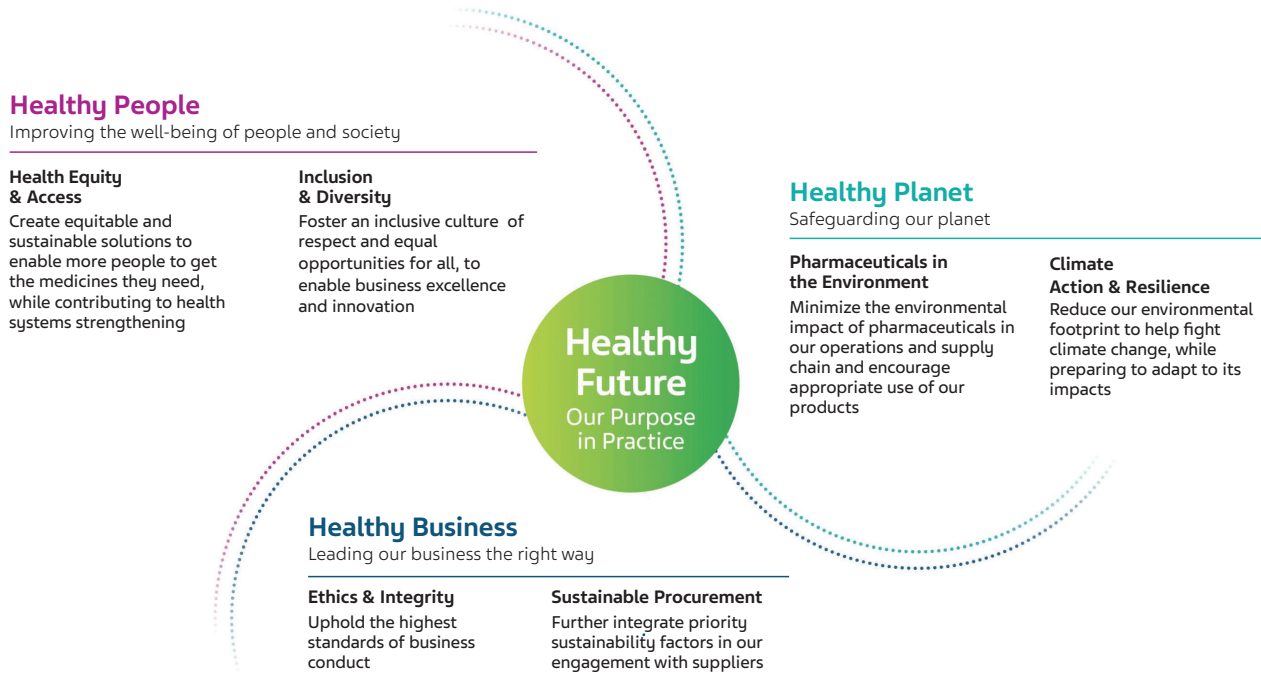 Healthy People
Improving the well-being of people and society
Health Equity
& Access
Create equitable and
sustainable solutions to
enable more people to get
the medicines they need,
while contributing to health
systems strengthening
Inclusion
& Diversity
Foster an inclusive culture of
respect and equal
opportunities for all, to
enable business excellence
and innovation
Healthy Planet
Safeguarding our planet
Pharmaceuticals in
the Environment
Minimize the environmental
impact of pharmaceuticals in
our operations and supply
chain and encourage
appropriate use of our
products
Climate
Action & Resilience
Reduce our environmental
footprint to help fight
climate change, while
preparing to adapt to its
impacts
Healthy
Future
Our Purpose
in Practice
Healthy Business
Leading our business the right way
Ethics & Integrity
Uphold the highest
standards of business
conduct
Sustainable Procurement
Further integrate priority
sustainability factors in our
engagement with suppliers